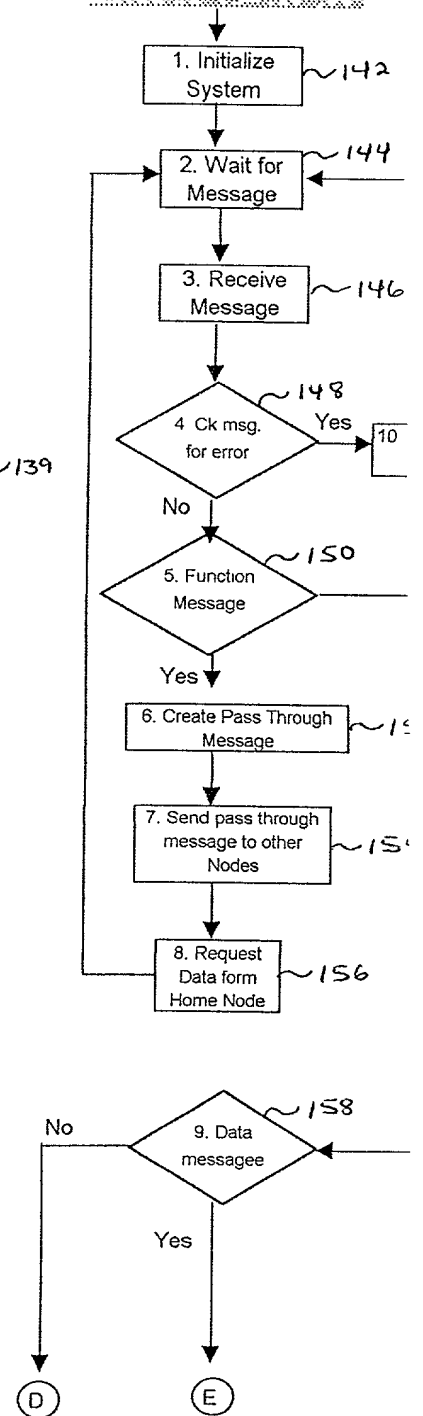 1. Initialize
System
142
2. Wait for
Message
144
3. Receive
Message
146
4 Ck msg.
for error
148
Yes
10
139
No
5. Function
Message
150
Yes
6. Create Pass Through
Message
7. Send pass through
message to other
Nodes
8. Request
Data form
Home Node
156
9. Data
messagee
158
No
Yes
D
E